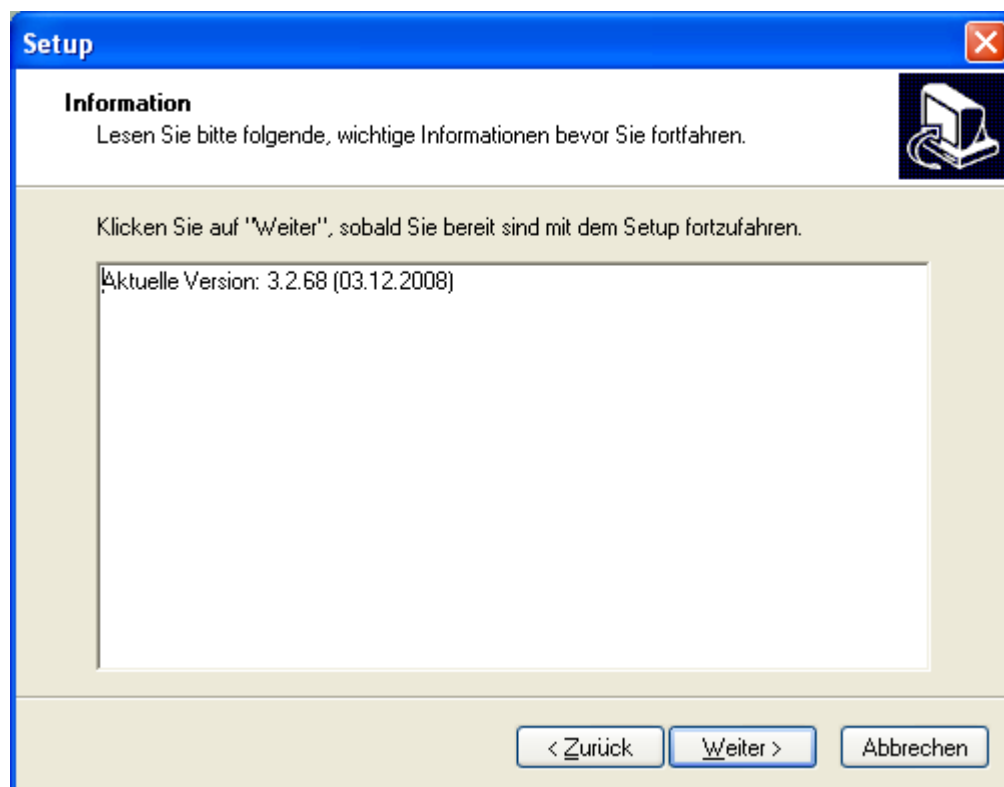 Setup
Information
Lesen Sie bitte folgende, wichtige Informationen bevor Sie fortfahren.
Klicken Sie auf "Weiter", sobald Sie bereit sind mit dem Setup fortzufahren.
Aktuelle Version: 3.2.68 (03.12.2008)
< Zurück Weiter > Abbrechen